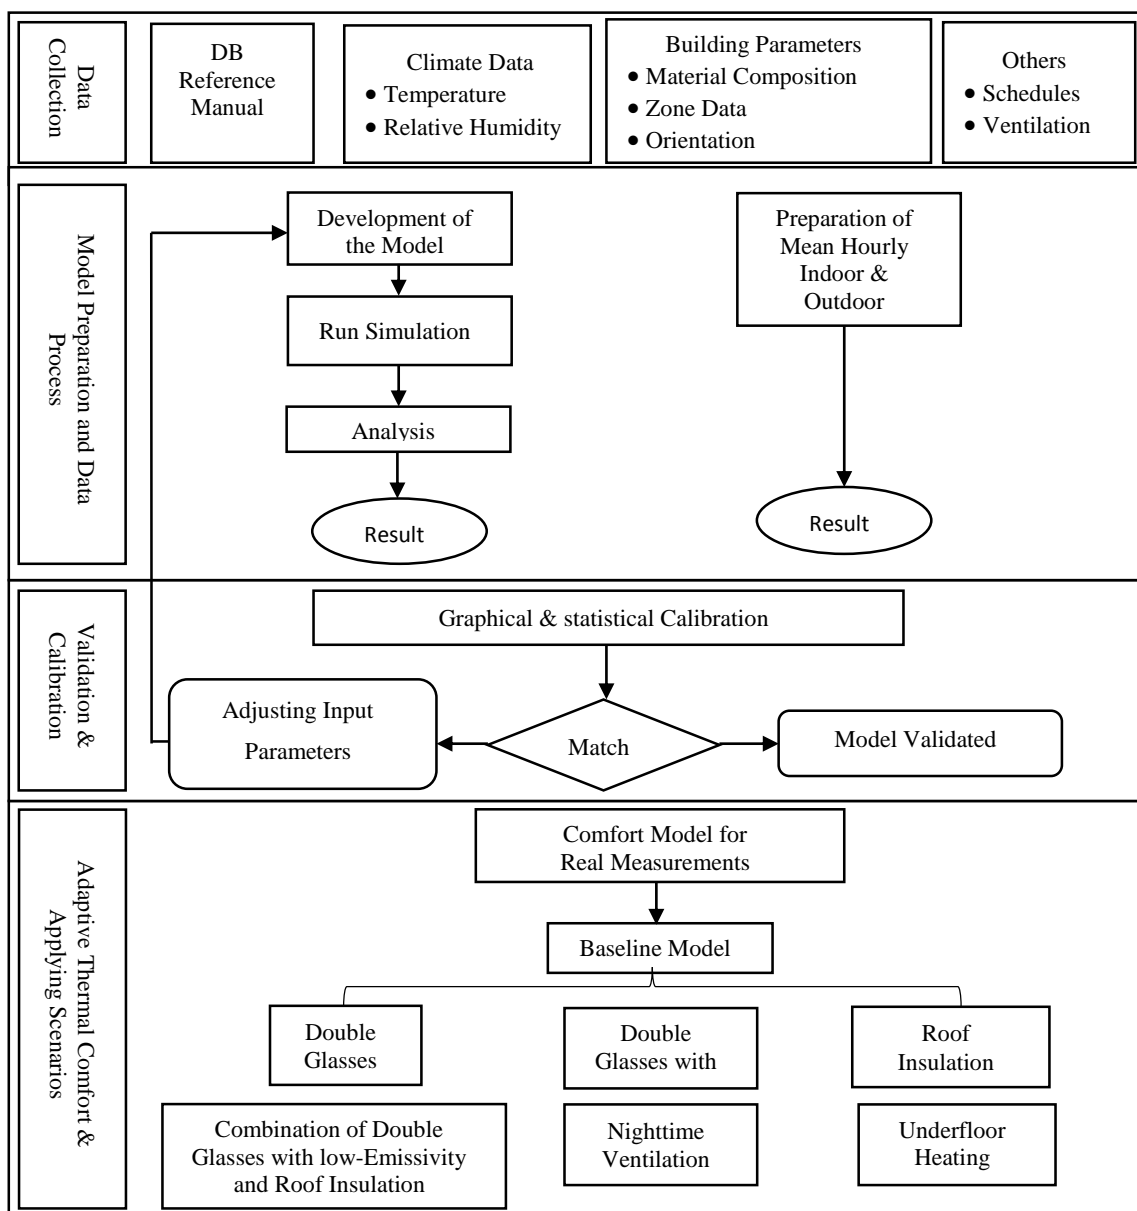 Data
Collection
DB
Reference
Manual
Climate Data
• Temperature
• Relative Humidity
Building Parameters
• Material Composition
• Zone Data
• Orientation
Others
• Schedules
• Ventilation
Model Preparation and Data
Process
Development of
the Model
Run Simulation
Analysis
Result
Preparation of
Mean Hourly
Indoor &
Outdoor
Result
Validation &
Calibration
Graphical & statistical Calibration
Adjusting Input
Parameters
Match
Model Validated
Adaptive Thermal Comfort &
Applying Scenarios
Comfort Model for
Real Measurements
Baseline Model
Double
Glasses
Double
Glasses with
Roof
Insulation
Combination of Double
Glasses with low-Emissivity
and Roof Insulation
Nighttime
Ventilation
Underfloor
Heating